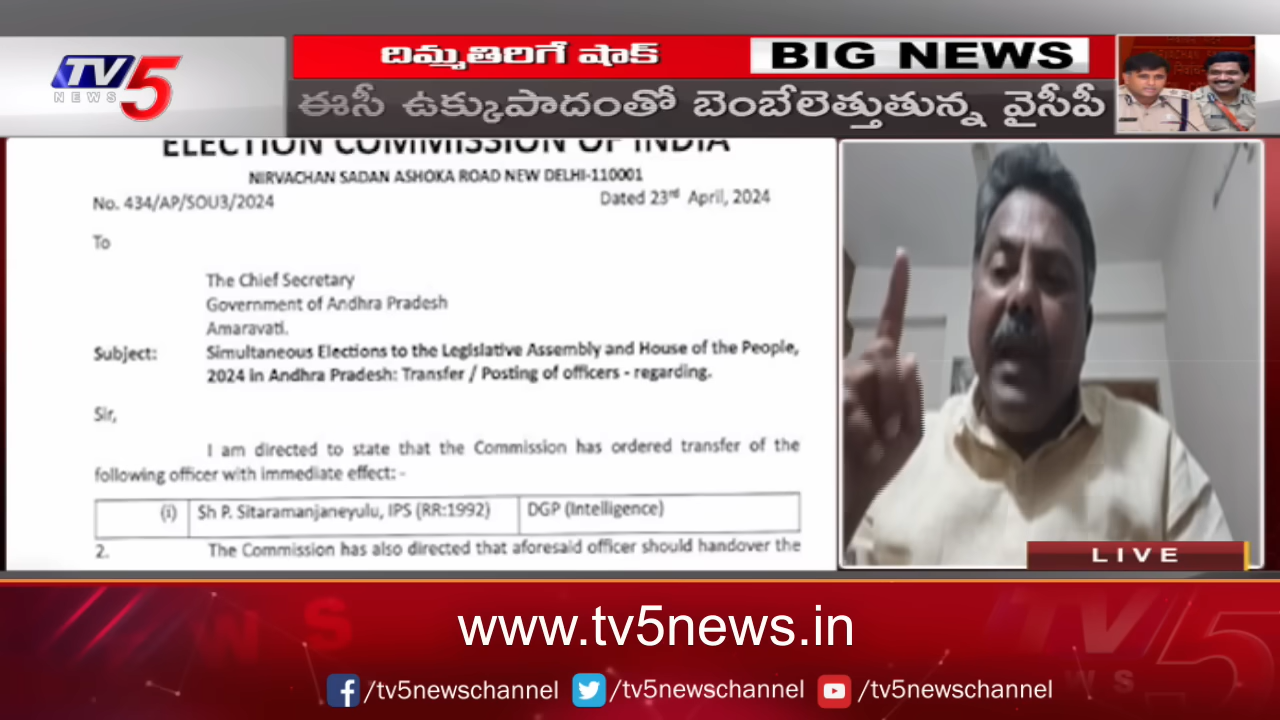 TV5
NEWS
దిమ్మతిరిగే షాక్
BIG NEWS
ఈసీ ఉక్కుపాదంతో బెంబేలెత్తుతున్న వైసీపీ
ELECTION COMMISSION OF INDIA
NIRVACHAN SADAN ASHOKA ROAD NEW DELHI-110001
No. 434/AP/SOU3/2024
Dated 23rd April, 2024
To
The Chief Secretary
Government of Andhra Pradesh
Amaravati.
Subject: Simultaneous Elections to the Legislative Assembly and House of the People,
2024 in Andhra Pradesh: Transfer / Posting of officers - regarding.
Sir,
I am directed to state that the Commission has ordered transfer of the
following officer with immediate effect: -
(i) Sh P. Sitaramanjaneyulu, IPS (RR:1992) DGP (Intelligence)
2. The Commission has also directed that aforesaid officer should handover the
LIVE
www.tv5news.in
/tv5newschannel /tv5newschannel /tv5newschannel